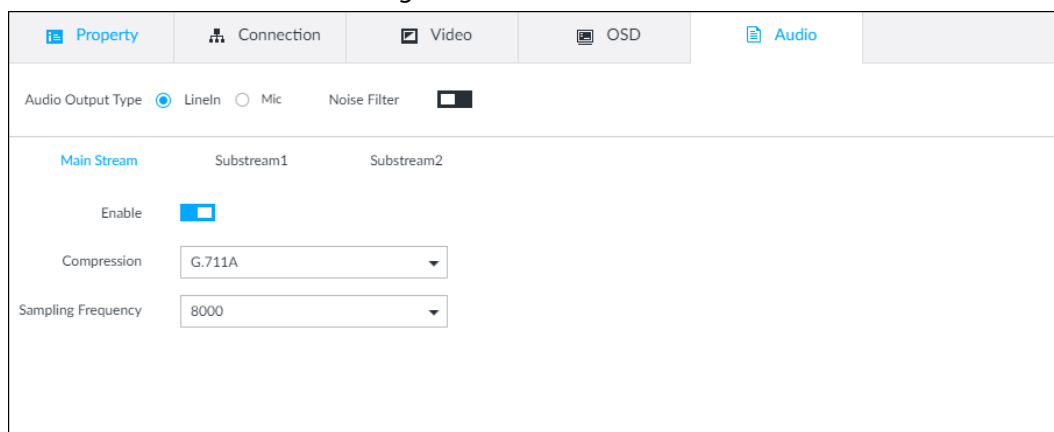 Property Connection Video OSD Audio
Audio Output Type LineIn Mic Noise Filter
Main Stream Substream1 Substream2
Enable
Compression G.711A
Sampling Frequency 8000